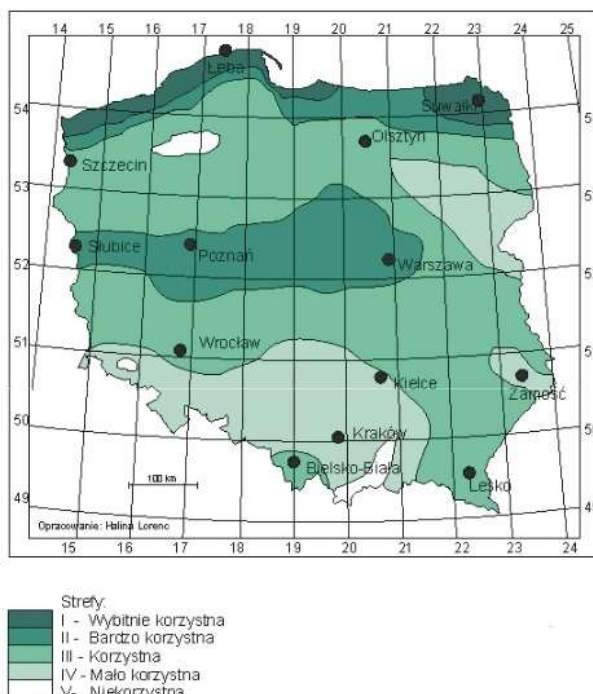 14 15 16 17 18 19 20 21 22 23 24 25
Łeba
54
Suwałki
Olsztyn
Szczecin
53
Słubice
Poznań
Warszawa
52
Wrocław
51
Kielce
Zamość
50
Kraków
Bielsko-Biała
Lesko
100 km
49
Opracowanie: Halina Lorenc
15 16 17 18 19 20 21 22 23 24
Strefy:
I - Wybitnie korzystna
II - Bardzo korzystna
III - Korzystna
IV - Mało korzystna
V - Niekorzystna